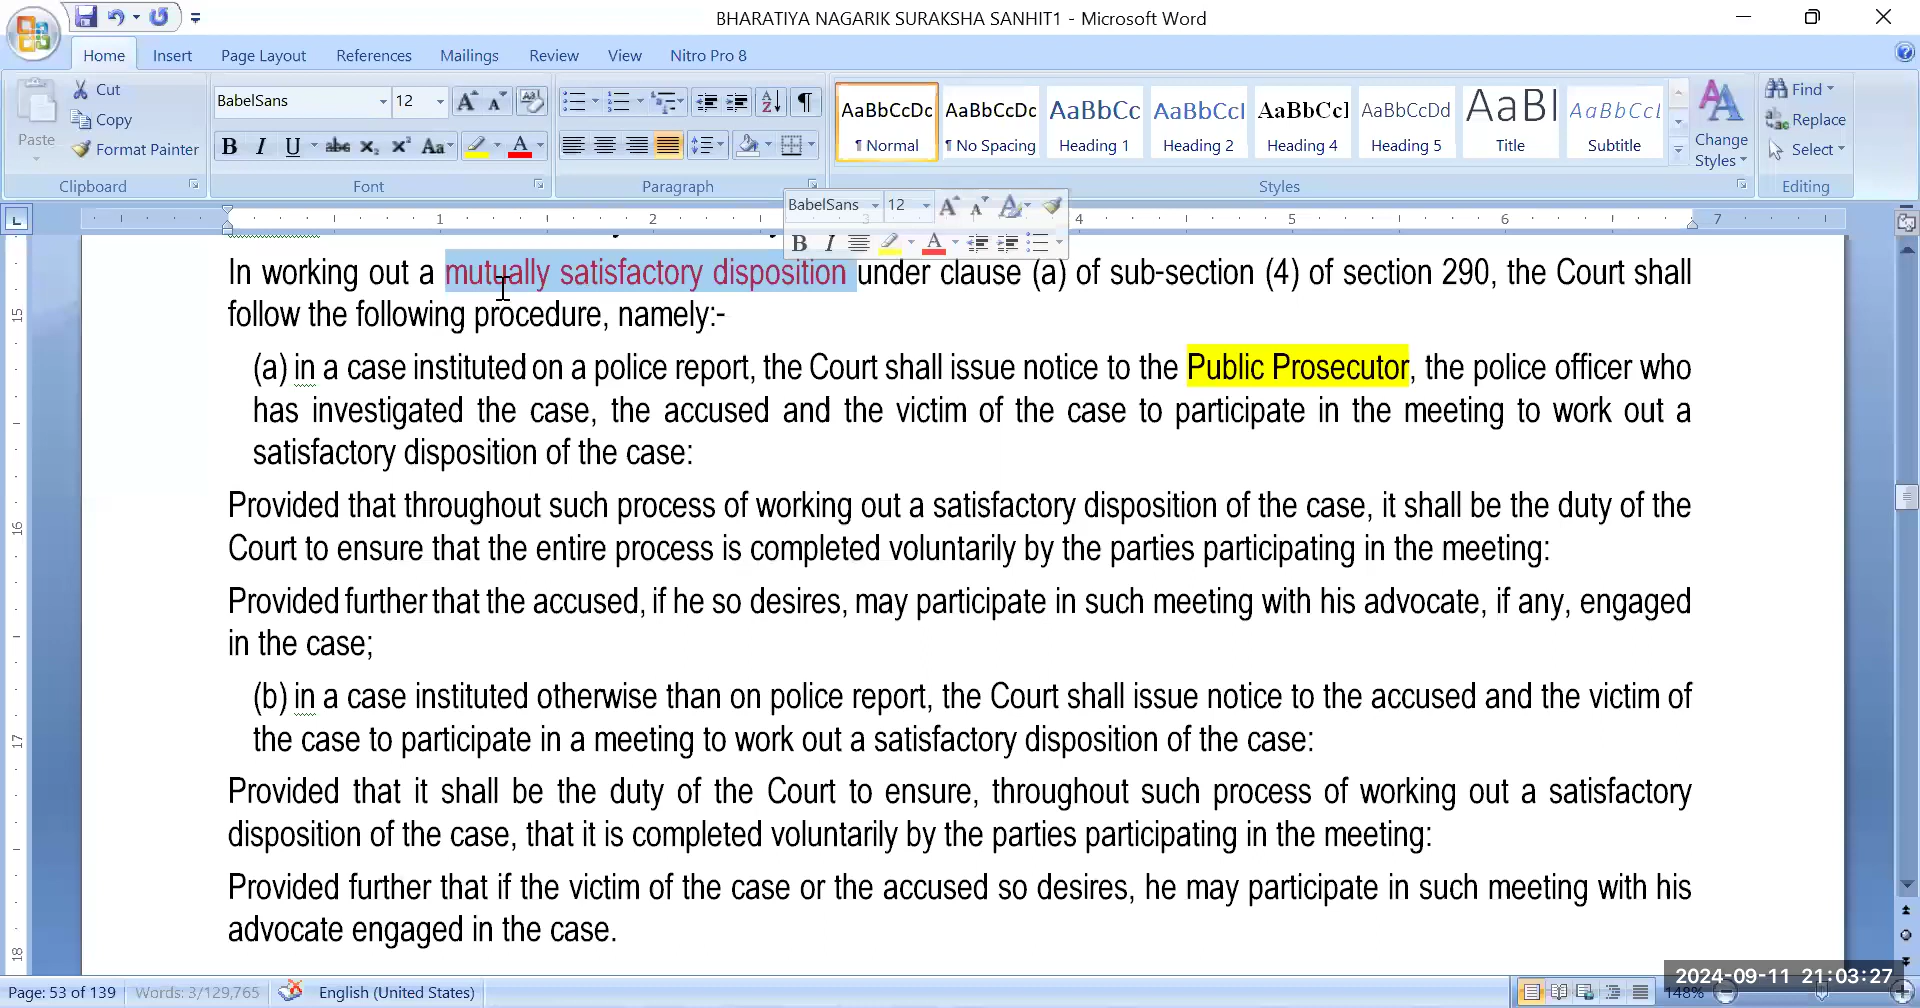 BHARATIYA NAGARIK SURAKSHA SANHIT1 - Microsoft Word
Home Insert Page Layout References Mailings Review View Nitro Pro 8
Paste
Cut
Copy
Format Painter
Clipboard
BabelSans 12
Font
Paragraph
AaBbCcDc AaBbCcDc AaBbCc AaBbCcI AaBbCcI AaBbCcDd AaBI AaBbCcL
¶ Normal ¶ No Spacing Heading 1 Heading 2 Heading 4 Heading 5 Title Subtitle
Styles
Change
Styles
Find
Replace
Select
Editing
BabelSans 12
1 2 3 4 5 6 7
In working out a mutually satisfactory disposition under clause (a) of sub-section (4) of section 290, the Court shall
follow the following procedure, namely:-
(a) in a case instituted on a police report, the Court shall issue notice to the Public Prosecutor, the police officer who
has investigated the case, the accused and the victim of the case to participate in the meeting to work out a
satisfactory disposition of the case:
Provided that throughout such process of working out a satisfactory disposition of the case, it shall be the duty of the
Court to ensure that the entire process is completed voluntarily by the parties participating in the meeting:
Provided further that the accused, if he so desires, may participate in such meeting with his advocate, if any, engaged
in the case;
(b) in a case instituted otherwise than on police report, the Court shall issue notice to the accused and the victim of
the case to participate in a meeting to work out a satisfactory disposition of the case:
Provided that it shall be the duty of the Court to ensure, throughout such process of working out a satisfactory
disposition of the case, that it is completed voluntarily by the parties participating in the meeting:
Provided further that if the victim of the case or the accused so desires, he may participate in such meeting with his
advocate engaged in the case.
15
16
17
18
2024-09-11 21:03:27
Page: 53 of 139 Words: 3/129,765 English (United States) 148%